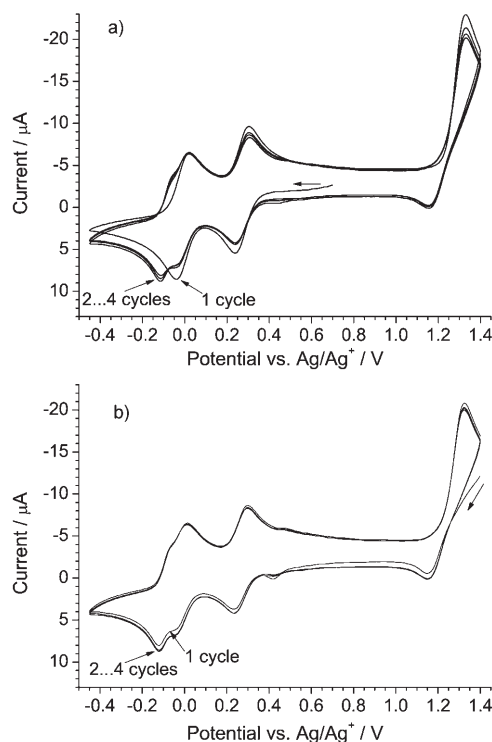 a)
-20
-15
-10
-5
0
5
10
Current / μA
2...4 cycles
1 cycle
-0.4 -0.2 0.0 0.2 0.4 0.6 0.8 1.0 1.2 1.4
Potential vs. Ag/Ag⁺ / V
b)
-20
-15
-10
-5
0
5
10
Current / μA
1 cycle
2...4 cycles
-0.4 -0.2 0.0 0.2 0.4 0.6 0.8 1.0 1.2 1.4
Potential vs. Ag/Ag⁺ / V